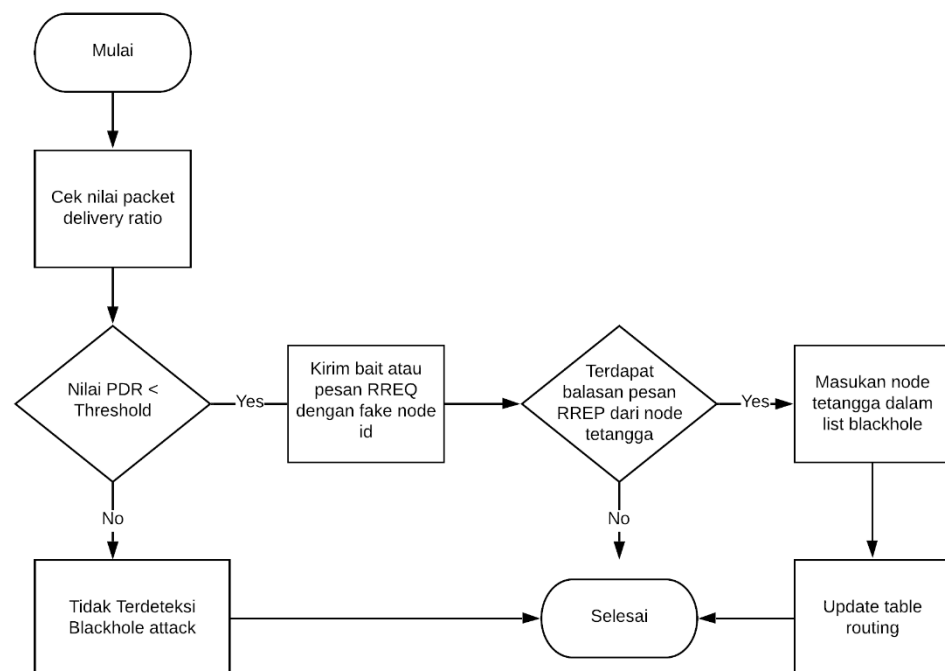 Mulai
Cek nilai packet
delivery ratio
Nilai PDR <
Threshold
Yes
Kirim bait atau
pesan RREQ
dengan fake node
id
Terdapat
balasan pesan
RREP dari node
tetangga
Yes
Masukan node
tetangga dalam
list blackhole
No
No
Tidak Terdeteksi
Blackhole attack
Selesai
Update table
routing